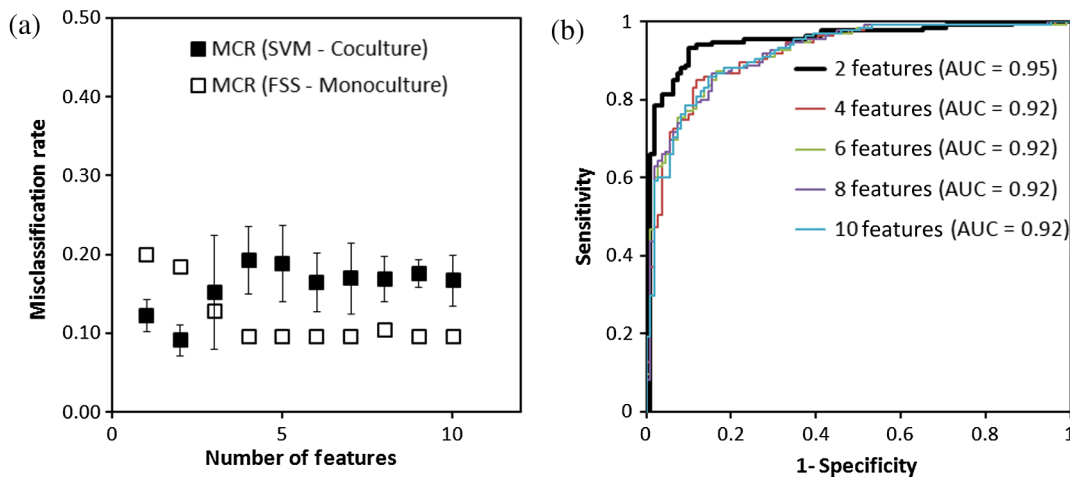 (a)
0.50
0.40
0.30
0.20
0.10
0.00
Misclassification rate
MCR (SVM - Coculture)
MCR (FSS - Monoculture)
0
5
10
Number of features
(b)
1
0.8
0.6
0.4
0.2
0
Sensitivity
2 features (AUC = 0.95)
4 features (AUC = 0.92)
6 features (AUC = 0.92)
8 features (AUC = 0.92)
10 features (AUC = 0.92)
0
0.2
0.4
0.6
0.8
1
1- Specificity